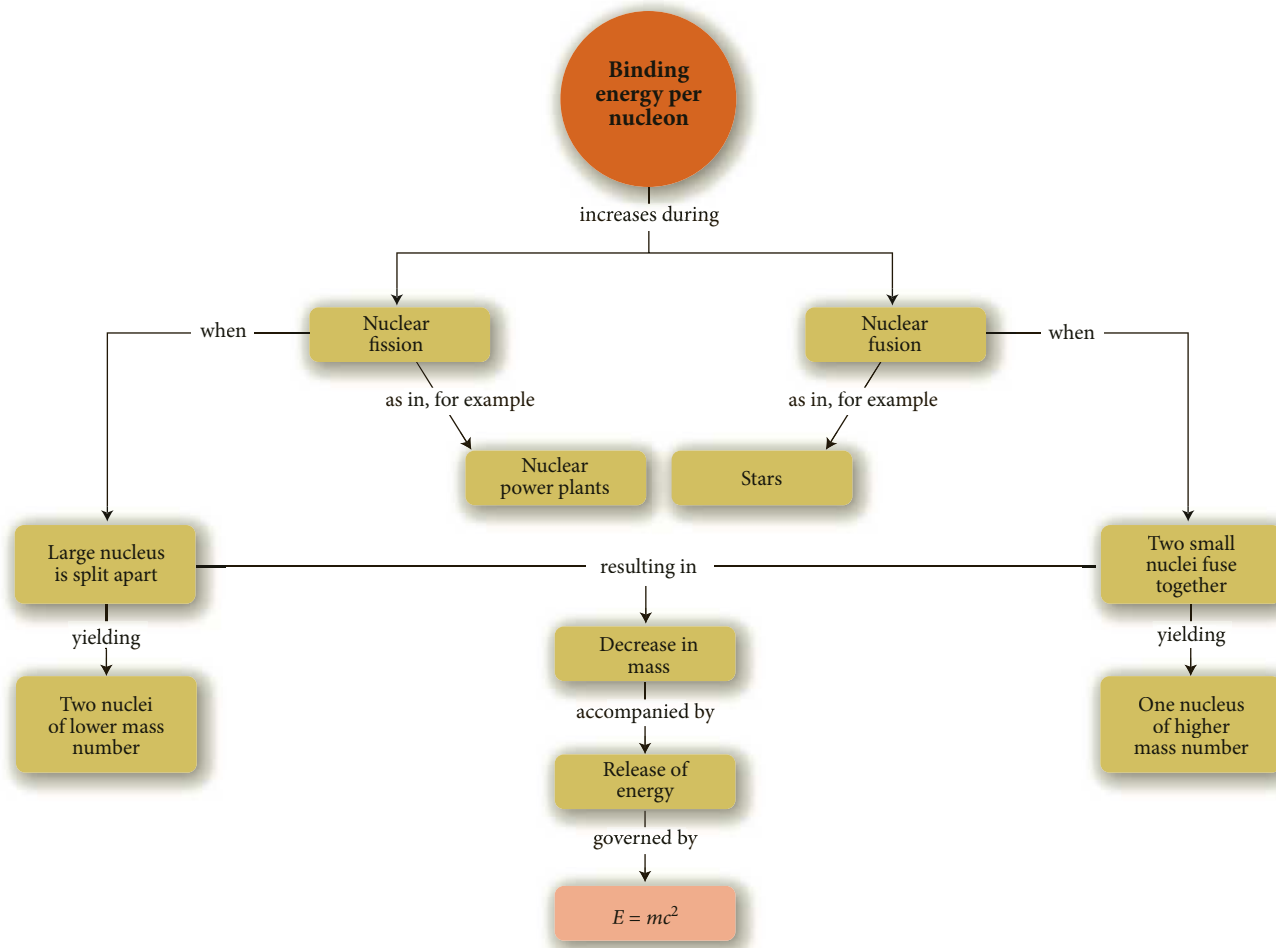 Binding
energy per
nucleon
increases during
when
Nuclear
fission
Nuclear
fusion
when
as in, for example
as in, for example
Nuclear
power plants
Stars
Large nucleus
is split apart
resulting in
Two small
nuclei fuse
together
yielding
Decrease in
mass
yielding
Two nuclei
of lower mass
number
accompanied by
One nucleus
of higher
mass number
Release of
energy
governed by
E = mc²